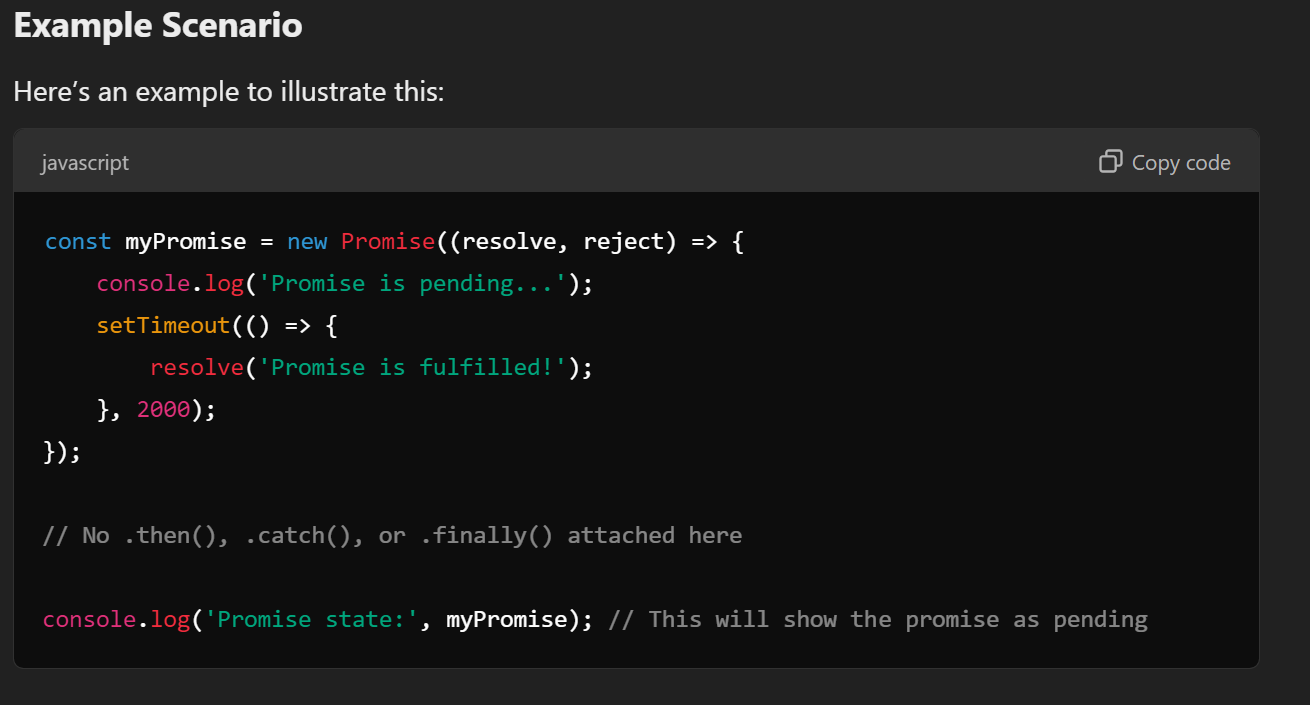 Example Scenario
Here’s an example to illustrate this:
javascript
Copy code
const myPromise = new Promise((resolve, reject) => {
    console.log('Promise is pending...');
    setTimeout(() => {
        resolve('Promise is fulfilled!');
    }, 2000);
});
// No .then(), .catch(), or .finally() attached here
console.log('Promise state:', myPromise); // This will show the promise as pending